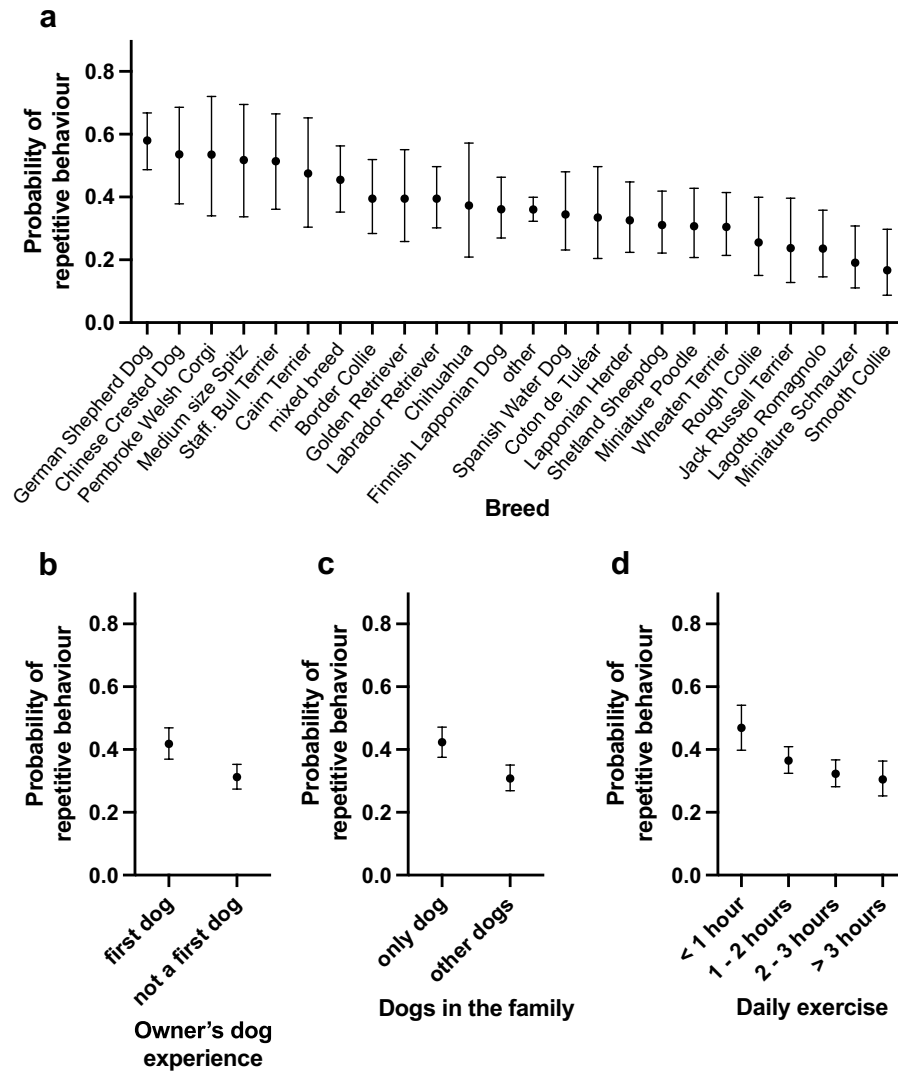 a
Probability of
repetitive behaviour
0.8
0.6
0.4
0.2
0.0
German Shepherd Dog
Chinese Crested Dog
Pembroke Welsh Corgi
Medium size Spitz
Staff. Bull Terrier
Cairn Terrier
mixed breed
Border Collie
Golden Retriever
Labrador Retriever
Chihuahua
Finnish Lapponian Dog
other
Spanish Water Dog
Coton de Tuléar
Lapponian Herder
Shetland Sheepdog
Miniature Poodle
Wheaten Terrier
Rough Collie
Jack Russell Terrier
Lagotto Romagnolo
Miniature Schnauzer
Smooth Collie
Breed
b
Probability of
repetitive behaviour
0.8
0.6
0.4
0.2
0.0
first dog
not a first dog
Owner's dog
experience
c
Probability of
repetitive behaviour
0.8
0.6
0.4
0.2
0.0
only dog
other dogs
Dogs in the family
d
Probability of
repetitive behaviour
0.8
0.6
0.4
0.2
0.0
< 1 hour
1 - 2 hours
2 - 3 hours
> 3 hours
Daily exercise